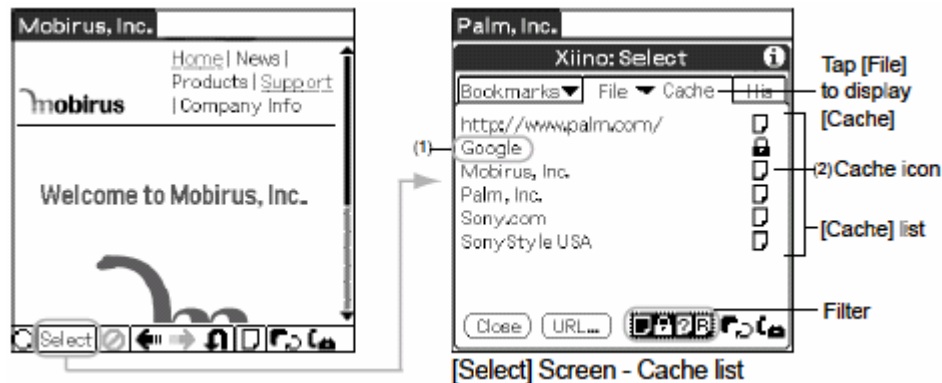 Mobirus, Inc.
Home | News |
Products | Support
| Company Info
mobirus
Welcome to Mobirus, Inc.
Select
Palm, Inc.
Xiino: Select
Bookmarks▼ File ▼ Cache His
http://www.palm.com/
(1) Google
Mobirus, Inc.
Palm, Inc.
Sony.com
SonyStyle USA
Close URL... ? R
Tap [File]
to display
[Cache]
(2) Cache icon
[Cache] list
Filter
[Select] Screen - Cache list